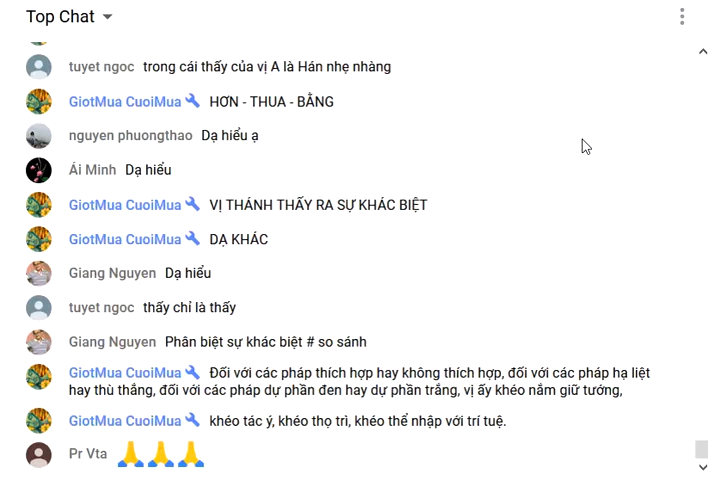 Top Chat
tuyet ngoc trong cái thấy của vị A là Hán nhẹ nhàng
GiotMua CuoiMua HƠN - THUA - BẰNG
nguyen phuongthao Dạ hiểu ạ
Ái Minh Dạ hiểu
GiotMua CuoiMua VỊ THÁNH THẤY RA SỰ KHÁC BIỆT
GiotMua CuoiMua DẠ KHÁC
Giang Nguyen Dạ hiểu
tuyet ngoc thấy chỉ là thấy
Giang Nguyen Phân biệt sự khác biệt # so sánh
GiotMua CuoiMua Đối với các pháp thích hợp hay không thích hợp, đối với các pháp hạ liệt
hay thù thắng, đối với các pháp dự phần đen hay dự phần trắng, vị ấy khéo nắm giữ tướng,
GiotMua CuoiMua khéo tác ý, khéo thọ trì, khéo thể nhập với trí tuệ.
Pr Vta